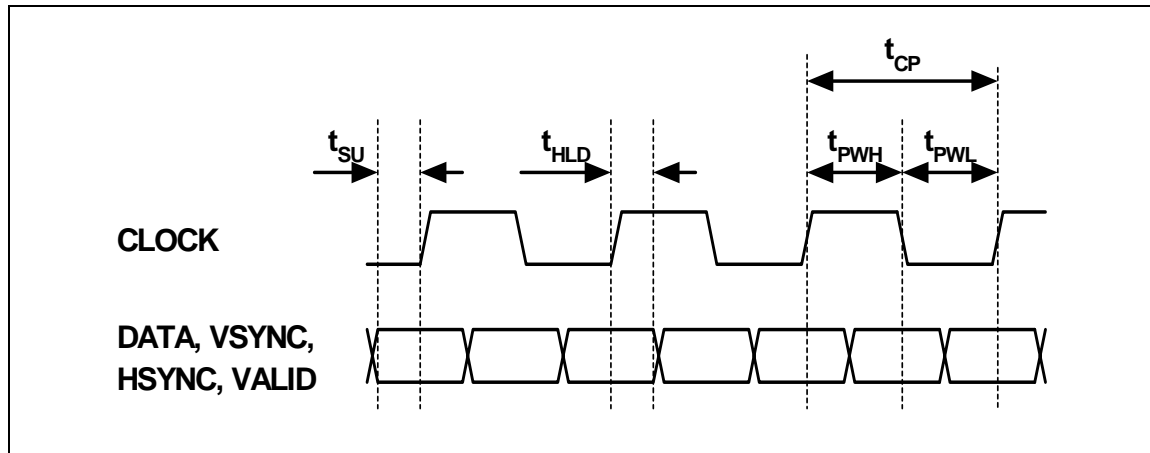 tCP
tSU
tHLD
tPWH
tPWL
CLOCK
DATA, VSYNC,
HSYNC, VALID